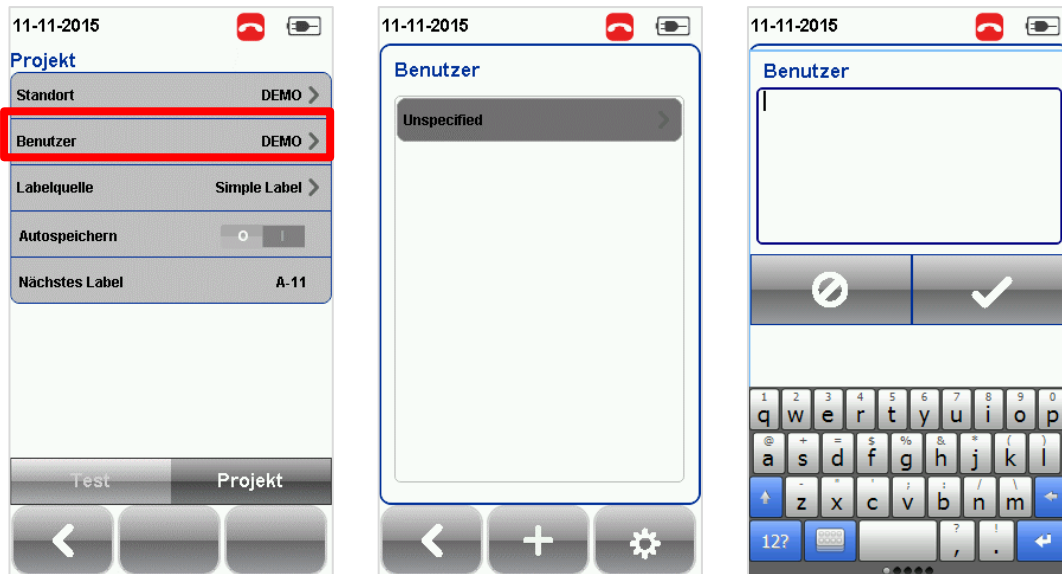 11-11-2015
Projekt
Standort DEMO
Benutzer DEMO
Labelquelle Simple Label
Autospeichern O I
Nächstes Label A-11
Test Projekt
11-11-2015
Benutzer
Unspecified
11-11-2015
Benutzer
1 2 3 4 5 6 7 8 9 0
q w e r t y u i o p
@ + = $ % & * ( )
a s d f g h j k l
- " ' ; : / \
z x c v b n m
12? ? , ! .